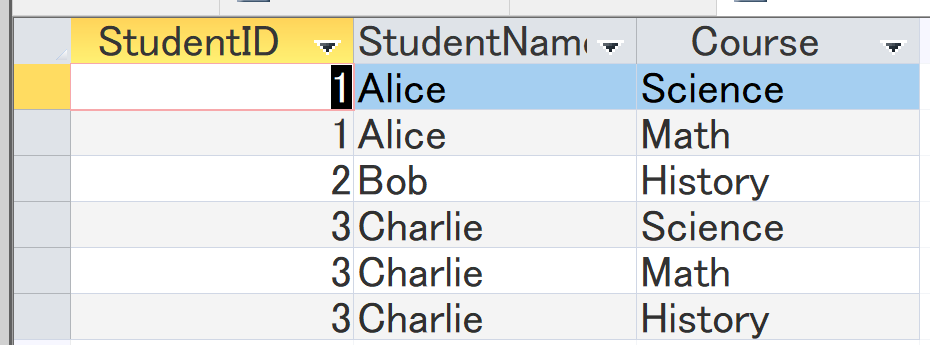 StudentID StudentName Course
1 Alice Science
1 Alice Math
2 Bob History
3 Charlie Science
3 Charlie Math
3 Charlie History